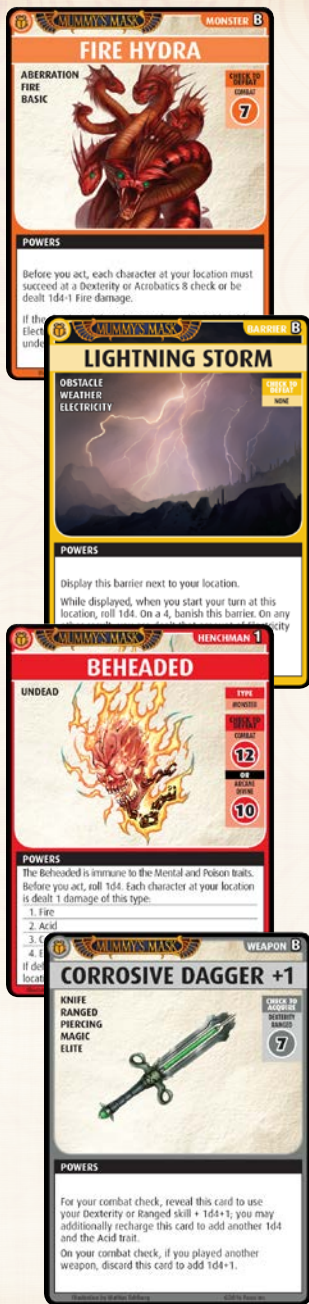 MUMMY'S MASK
MONSTER B
FIRE HYDRA
ABERRATION
FIRE
BASIC
CHECK TO
DEFEAT
COMBAT
7
POWERS
Before you act, each character at your location must
succeed at a Dexterity or Acrobatics 8 check or be
dealt 1d4-1 Fire damage.
If the
Elect
unde
MUMMY'S MASK
BARRIER B
LIGHTNING STORM
OBSTACLE
WEATHER
ELECTRICITY
CHECK TO
DEFEAT
NONE
POWERS
Display this barrier next to your location.
While displayed, when you start your turn at this
location, roll 1d4. On a 4, banish this barrier. On any
MUMMY'S MASK
HENCHMAN 1
BEHEADED
UNDEAD
TYPE
MONSTER
CHECK TO
DEFEAT
COMBAT
12
OR
ARCANE
DIVINE
10
POWERS
The Beheaded is immune to the Mental and Poison traits.
Before you act, roll 1d4. Each character at your location
is dealt 1 damage of this type:
1. Fire
2. Acid
3. C
4. E
If def
locat
MUMMY'S MASK
WEAPON B
CORROSIVE DAGGER +1
KNIFE
RANGED
PIERCING
MAGIC
ELITE
CHECK TO
ACQUIRE
DEXTERITY
RANGED
7
POWERS
For your combat check, reveal this card to use
your Dexterity or Ranged skill + 1d4+1; you may
additionally recharge this card to add another 1d4
and the Acid trait.
On your combat check, if you played another
weapon, discard this card to add 1d4+1.